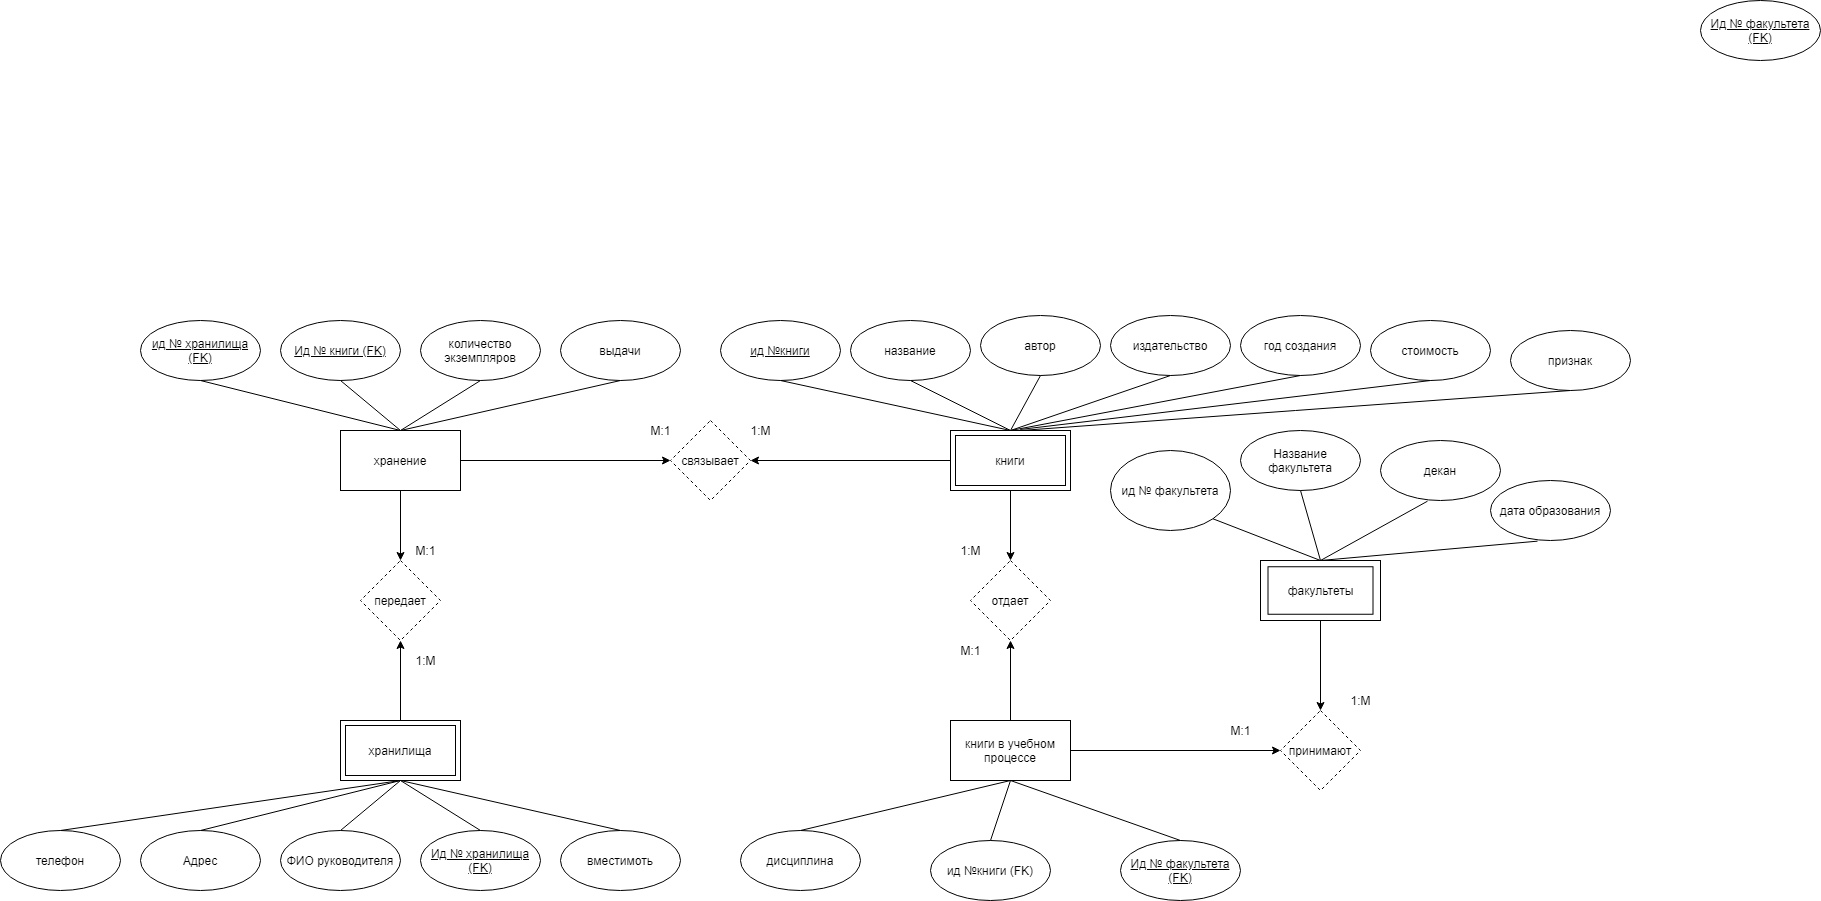 Ид № факультета
(FK)
ид № хранилища
(FK)
Ид № книги (FK)
количество
экземпляров
выдачи
ид №книги
название
автор
издательство
год создания
стоимость
признак
М:1
1:М
хранение
связывает
книги
ид № факультета
Название
факультета
декан
дата образования
М:1
1:М
передает
отдает
факультеты
1:М
М:1
1:М
М:1
хранилища
книги в учебном
процессе
принимают
телефон
Адрес
ФИО руководителя
Ид № хранилища
(FK)
вместимоть
дисциплина
ид №книги (FK)
Ид № факультета
(FK)